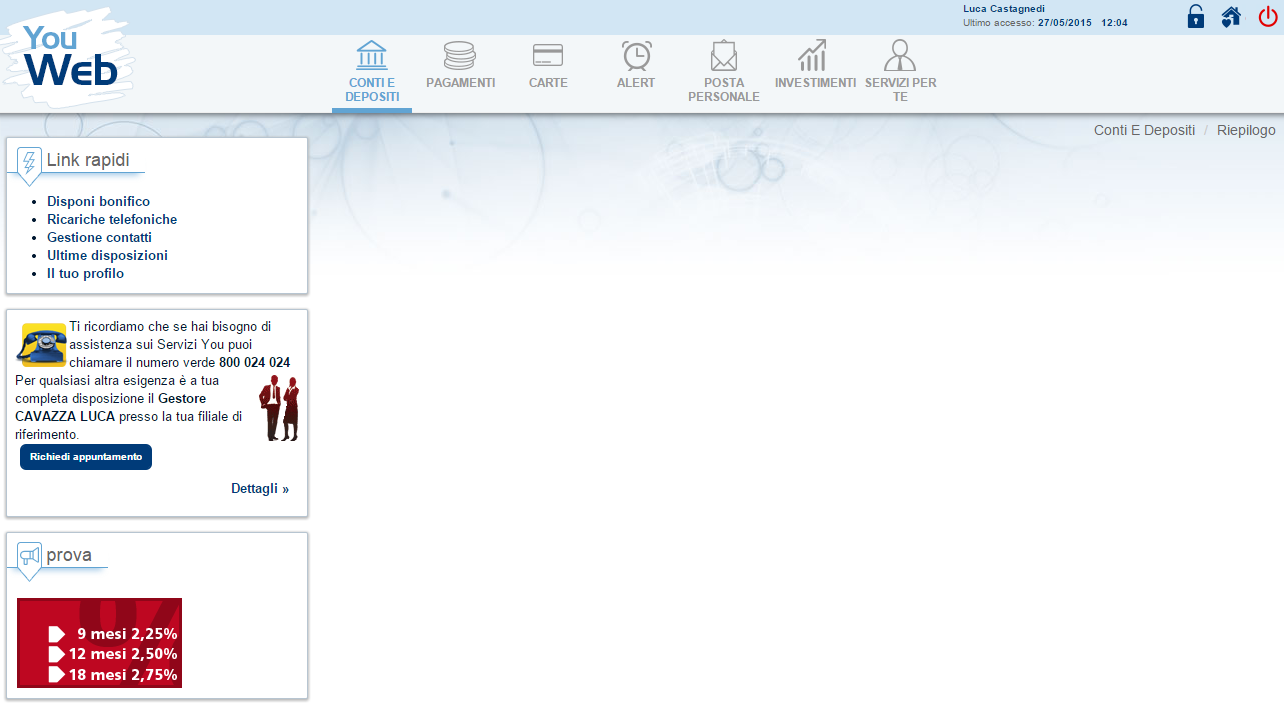 You
Web
Luca Castagnedi
Ultimo accesso: 27/05/2015 12:04
CONTI E
DEPOSITI
PAGAMENTI
CARTE
ALERT
POSTA
PERSONALE
INVESTIMENTI
SERVIZI PER
TE
Conti E Depositi / Riepilogo
Link rapidi
Disponi bonifico
Ricariche telefoniche
Gestione contatti
Ultime disposizioni
Il tuo profilo
Ti ricordiamo che se hai bisogno di
assistenza sui Servizi You puoi
chiamare il numero verde 800 024 024
Per qualsiasi altra esigenza è a tua
completa disposizione il Gestore
CAVAZZA LUCA presso la tua filiale di
riferimento.
Richiedi appuntamento
Dettagli »
prova
9 mesi 2,25%
12 mesi 2,50%
18 mesi 2,75%